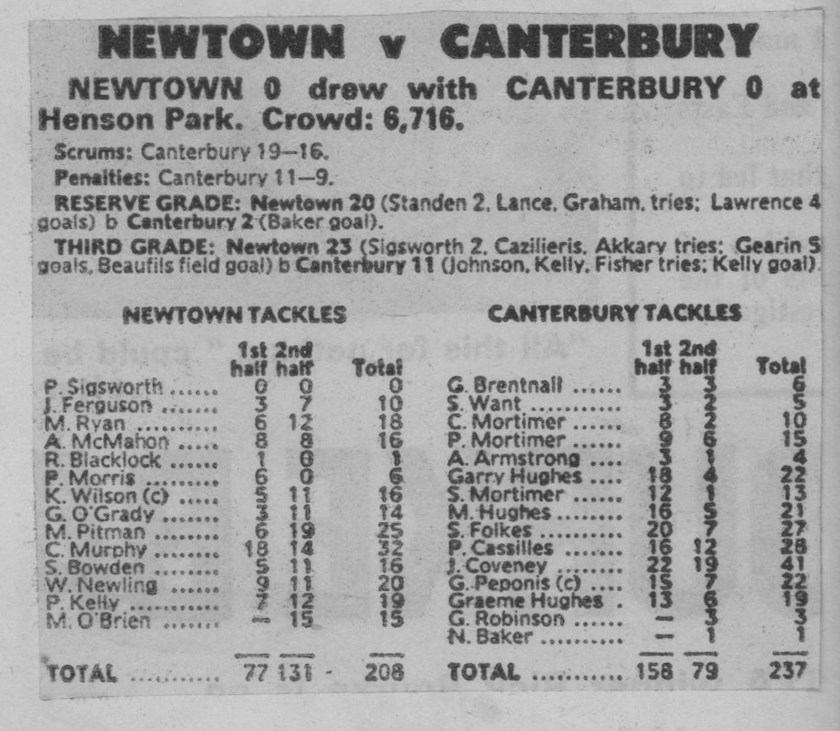 NEWTOWN v CANTERBURY
NEWTOWN 0 drew with CANTERBURY 0 at
Henson Park. Crowd: 6,716.
Scrums: Canterbury 19—16.
Penalties: Canterbury 11—9.
RESERVE GRADE: Newtown 20 (Standen 2, Lance, Graham, tries; Lawrence 4
goals) b Canterbury 2 (Baker goal).
THIRD GRADE: Newtown 23 (Sigsworth 2, Cazilieris, Akkary tries; Gearin 5
goals, Beaufils field goal) b Canterbury 11 (Johnson, Kelly, Fisher tries; Kelly goal).
NEWTOWN TACKLES
1st 2nd
half half Total
P. Sigsworth ...... 0 0 0
J. Ferguson ....... 3 7 10
M. Ryan ............ 6 12 18
A. McMahon ....... 8 8 16
R. Blacklock ...... 1 0 1
P. Morris ........... 6 0 6
K. Wilson (c) ..... 5 11 16
G. O'Grady ........ 3 11 14
M. Pitman ......... 6 19 25
C. Murphy ......... 18 14 32
S. Bowden ......... 5 11 16
W. Newling ........ 9 11 20
P. Kelly ............. 7 12 19
M. O'Brien ......... — 15 15
TOTAL ........... 77 131 208
CANTERBURY TACKLES
1st 2nd
half half Total
G. Brentnall ...... 3 3 6
S. Want ............ 3 2 5
C. Mortimer ....... 8 2 10
P. Mortimer ....... 9 6 15
A. Armstrong ..... 3 1 4
Garry Hughes .... 18 4 22
S. Mortimer ....... 12 1 13
M. Hughes ......... 16 5 21
S. Folkes .......... 20 7 27
P. Cassilles ....... 16 12 28
J. Coveney ........ 22 19 41
G. Peponis (c) .... 15 7 22
Graeme Hughes . 13 6 19
G. Robinson ...... — 3 3
N. Baker .......... — 1 1
TOTAL ........... 158 79 237